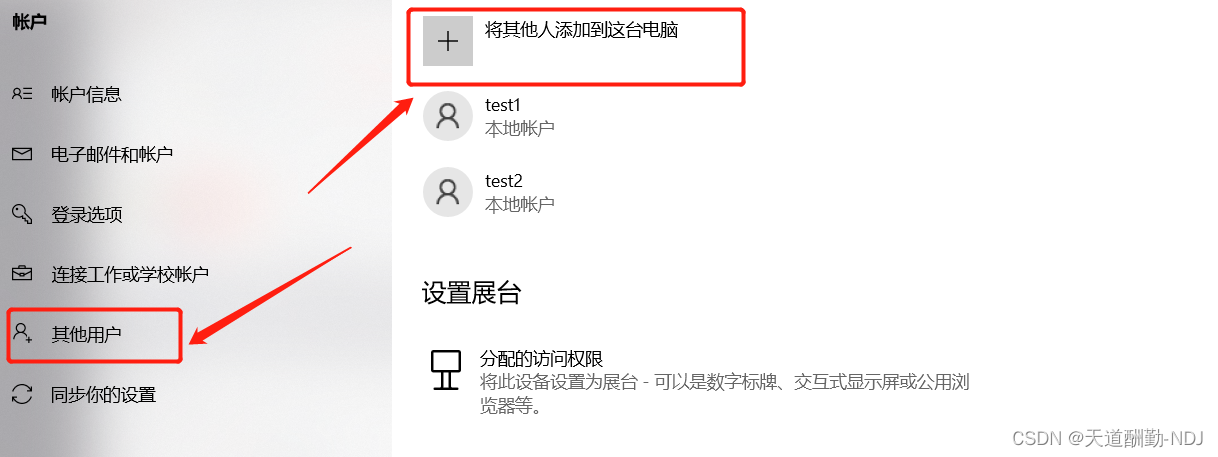 帐户
帐户信息
电子邮件和帐户
登录选项
连接工作或学校帐户
其他用户
同步你的设置
将其他人添加到这台电脑
test1
本地帐户
test2
本地帐户
设置展台
分配的访问权限
将此设备设置为展台 - 可以是数字标牌、交互式显示屏或公用浏
览器等。
CSDN @天道酬勤-NDJ